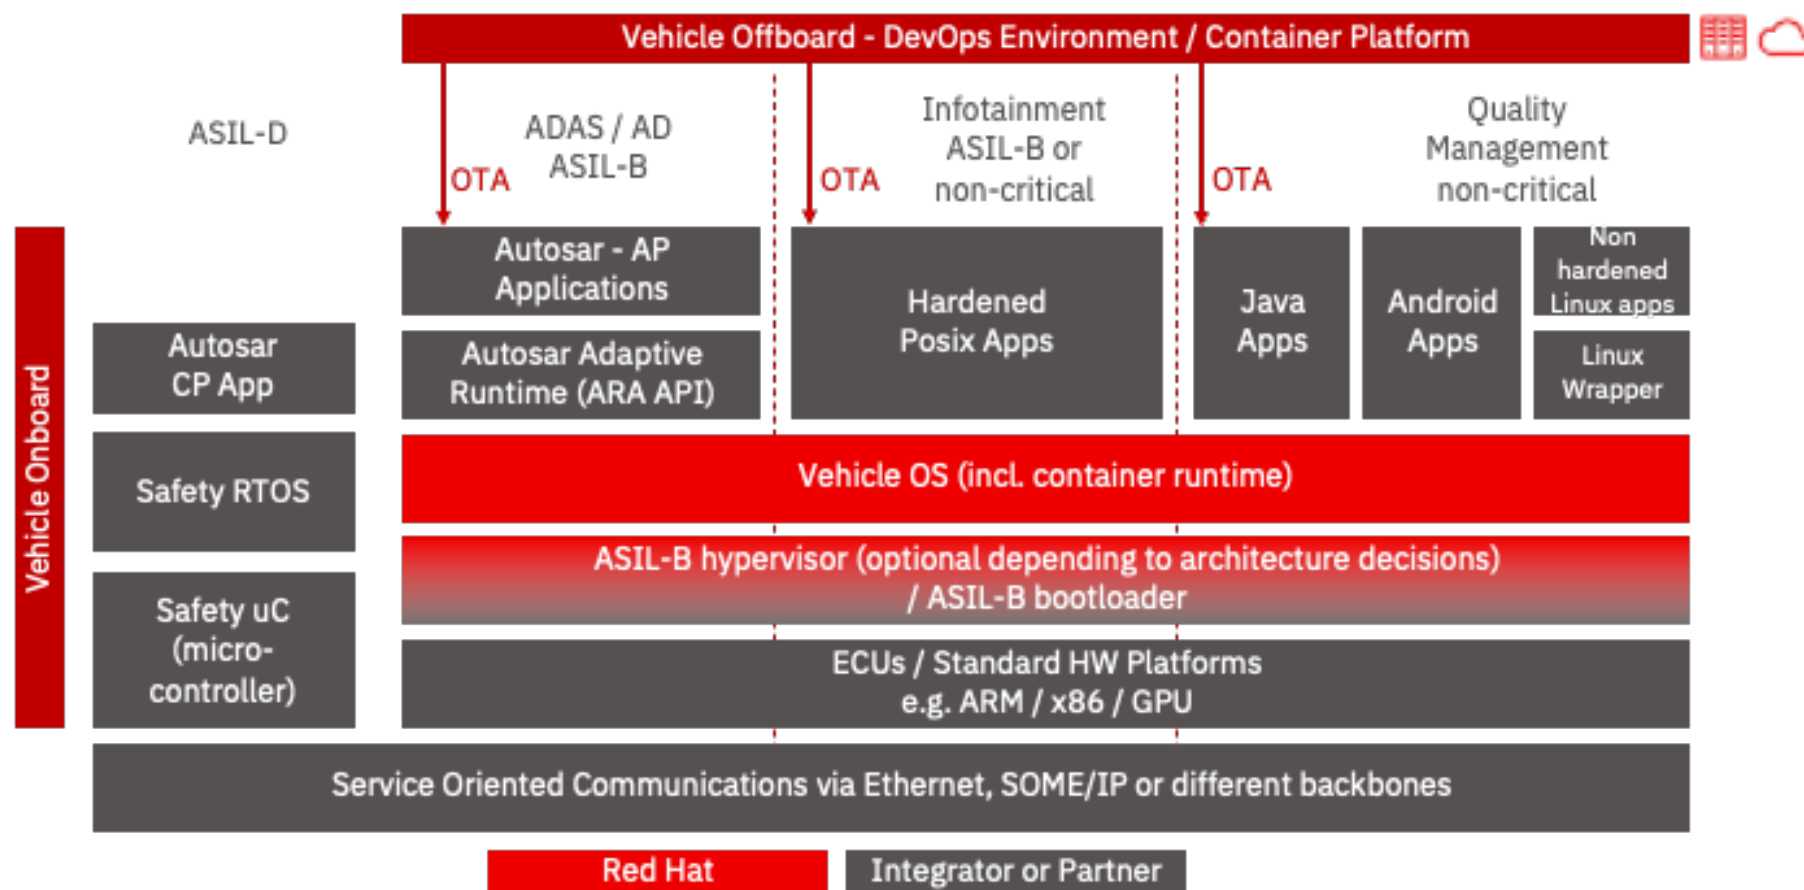 Vehicle Offboard - DevOps Environment / Container Platform
ASIL-D
ADAS / AD
ASIL-B
Infotainment
ASIL-B or
non-critical
Quality
Management
non-critical
OTA
OTA
OTA
Vehicle Onboard
Autosar
CP App
Safety RTOS
Safety uC
(micro-
controller)
Autosar - AP
Applications
Autosar Adaptive
Runtime (ARA API)
Hardened
Posix Apps
Java
Apps
Android
Apps
Non
hardened
Linux apps
Linux
Wrapper
Vehicle OS (incl. container runtime)
ASIL-B hypervisor (optional depending to architecture decisions)
/ ASIL-B bootloader
ECUs / Standard HW Platforms
e.g. ARM / x86 / GPU
Service Oriented Communications via Ethernet, SOME/IP or different backbones
Red Hat
Integrator or Partner